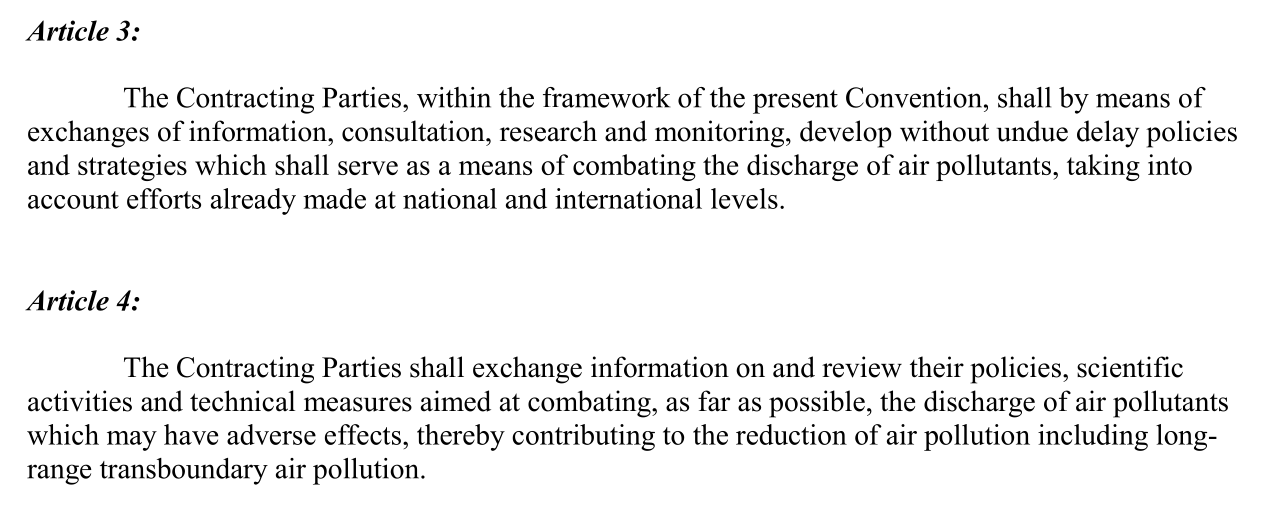 Article 3:
The Contracting Parties, within the framework of the present Convention, shall by means of
exchanges of information, consultation, research and monitoring, develop without undue delay policies
and strategies which shall serve as a means of combating the discharge of air pollutants, taking into
account efforts already made at national and international levels.
Article 4:
The Contracting Parties shall exchange information on and review their policies, scientific
activities and technical measures aimed at combating, as far as possible, the discharge of air pollutants
which may have adverse effects, thereby contributing to the reduction of air pollution including long-
range transboundary air pollution.